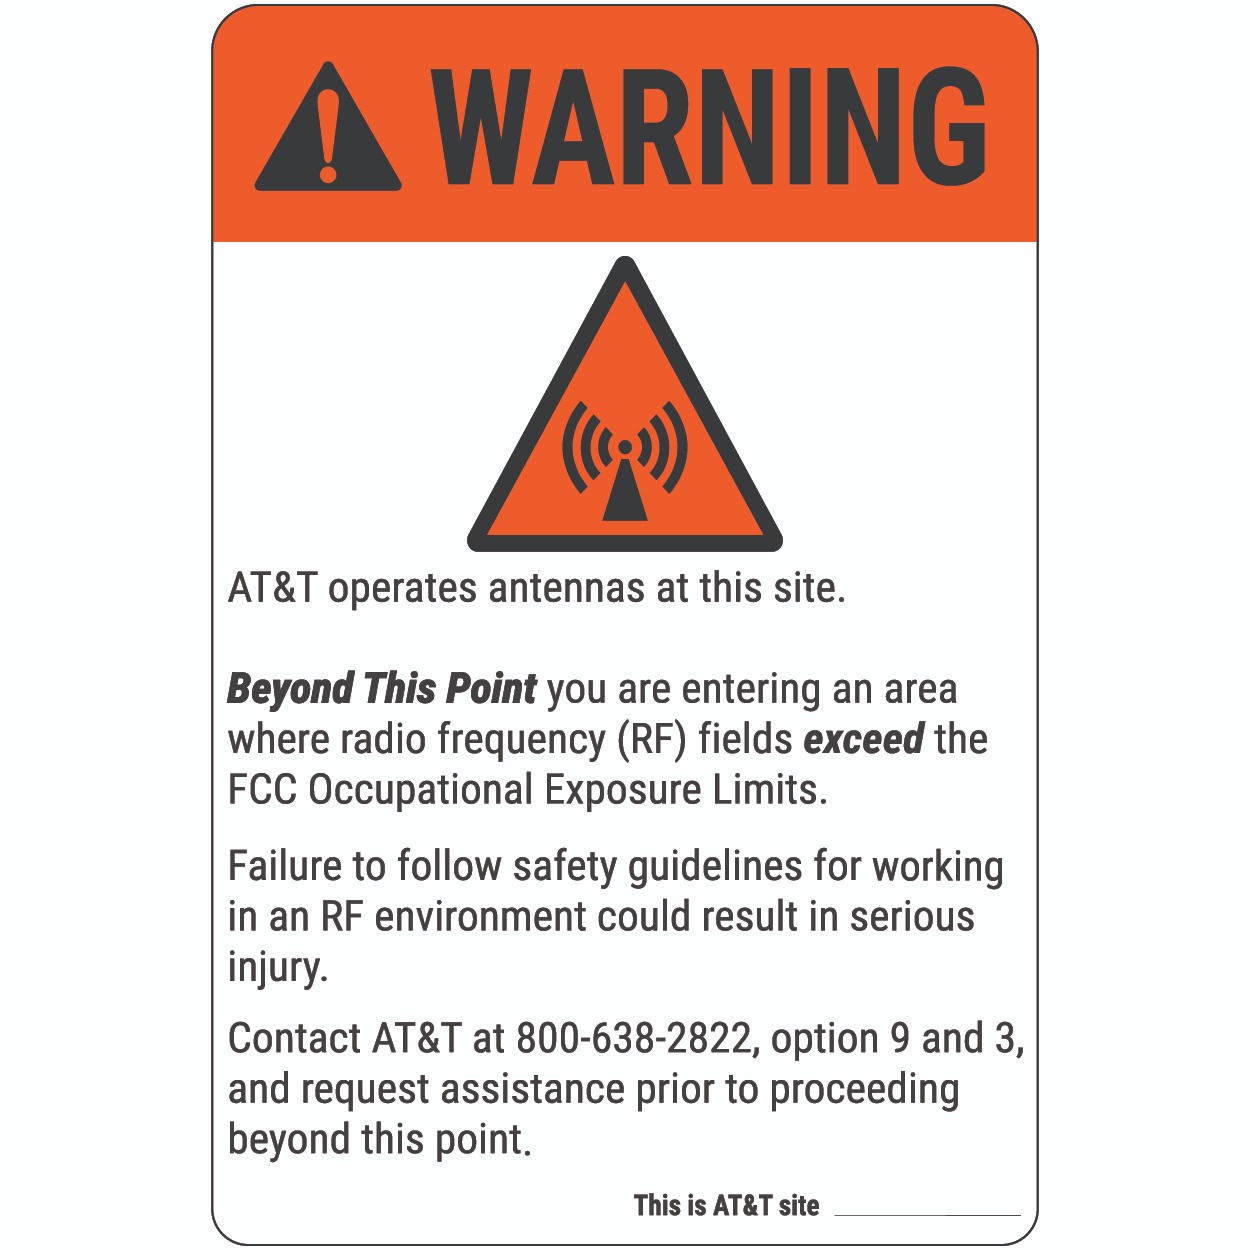 WARNING
AT&T operates antennas at this site.
Beyond This Point you are entering an area
where radio frequency (RF) fields exceed the
FCC Occupational Exposure Limits.
Failure to follow safety guidelines for working
in an RF environment could result in serious
injury.
Contact AT&T at 800-638-2822, option 9 and 3,
and request assistance prior to proceeding
beyond this point.
This is AT&T site ____________